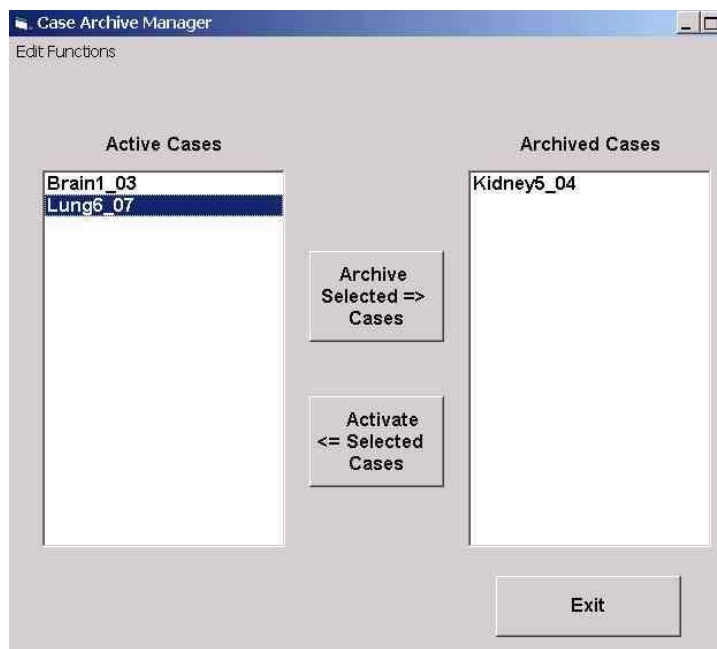 Case Archive Manager
Edit Functions
Active Cases
Archived Cases
Brain1_03
Lung6_07
Kidney5_04
Archive
Selected =>
Cases
Activate
<= Selected
Cases
Exit